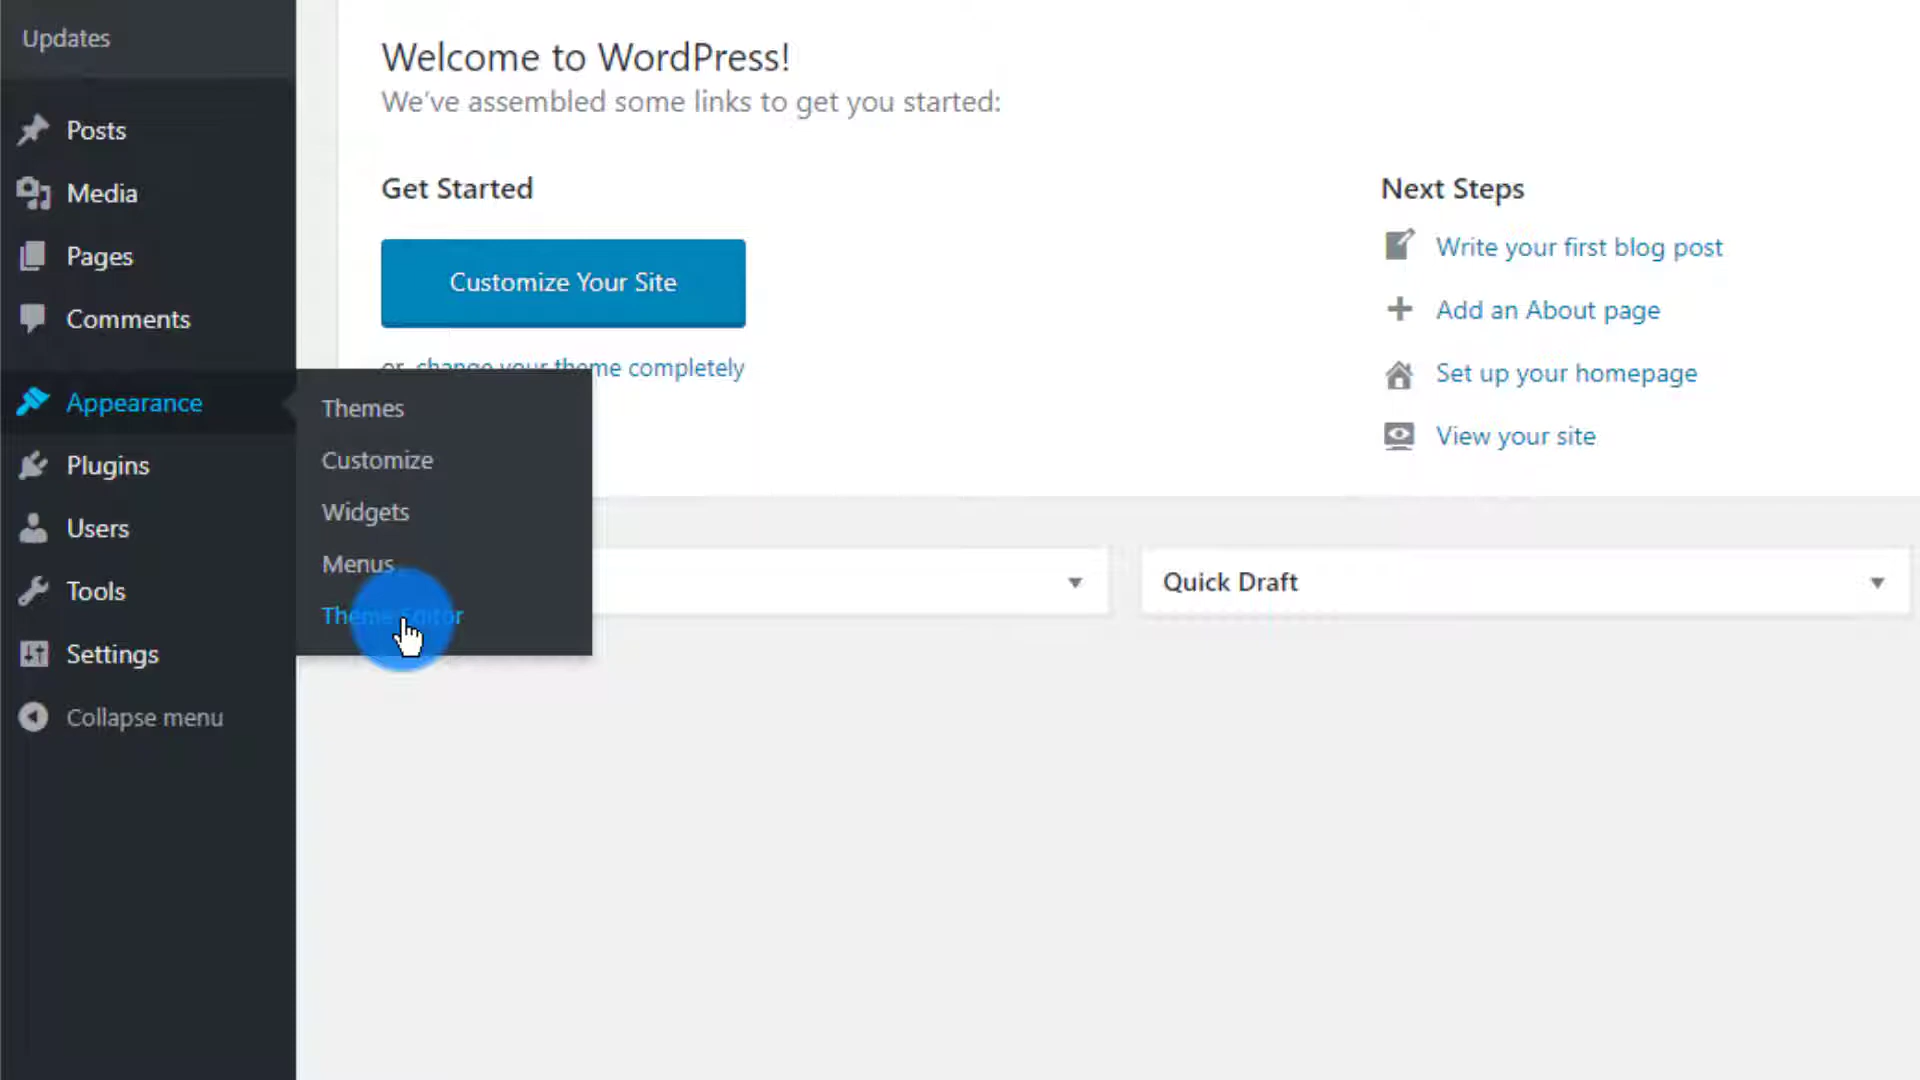 Updates
Posts
Media
Pages
Comments
Appearance
Plugins
Users
Tools
Settings
Collapse menu
Themes
Customize
Widgets
Menus
Theme Editor
Welcome to WordPress!
We've assembled some links to get you started:
Get Started
Customize Your Site
or, change your theme completely
Next Steps
Write your first blog post
Add an About page
Set up your homepage
View your site
Quick Draft